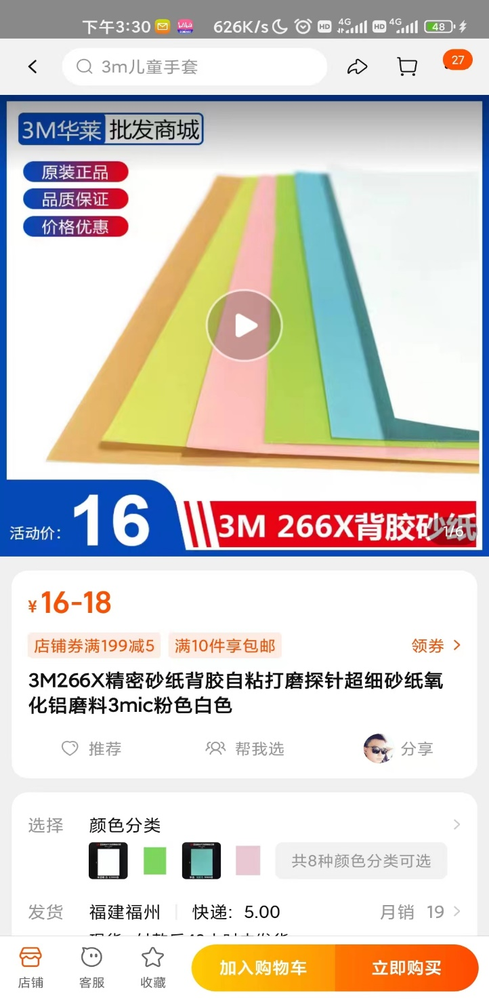 下午3:30
626K/s
HD
4G
HD
4G
48
3m儿童手套
27
3M华莱 批发商城
原装正品
品质保证
价格优惠
活动价:
16
3M 266X背胶砂纸
1/6
¥16-18
店铺券满199减5
满10件享包邮
领券
3M266X精密砂纸背胶自粘打磨探针超细砂纸氧
化铝磨料3mic粉色白色
推荐
帮我选
分享
选择
颜色分类
共8种颜色分类可选
发货
福建福州
快递: 5.00
月销 19
店铺
客服
收藏
加入购物车
立即购买